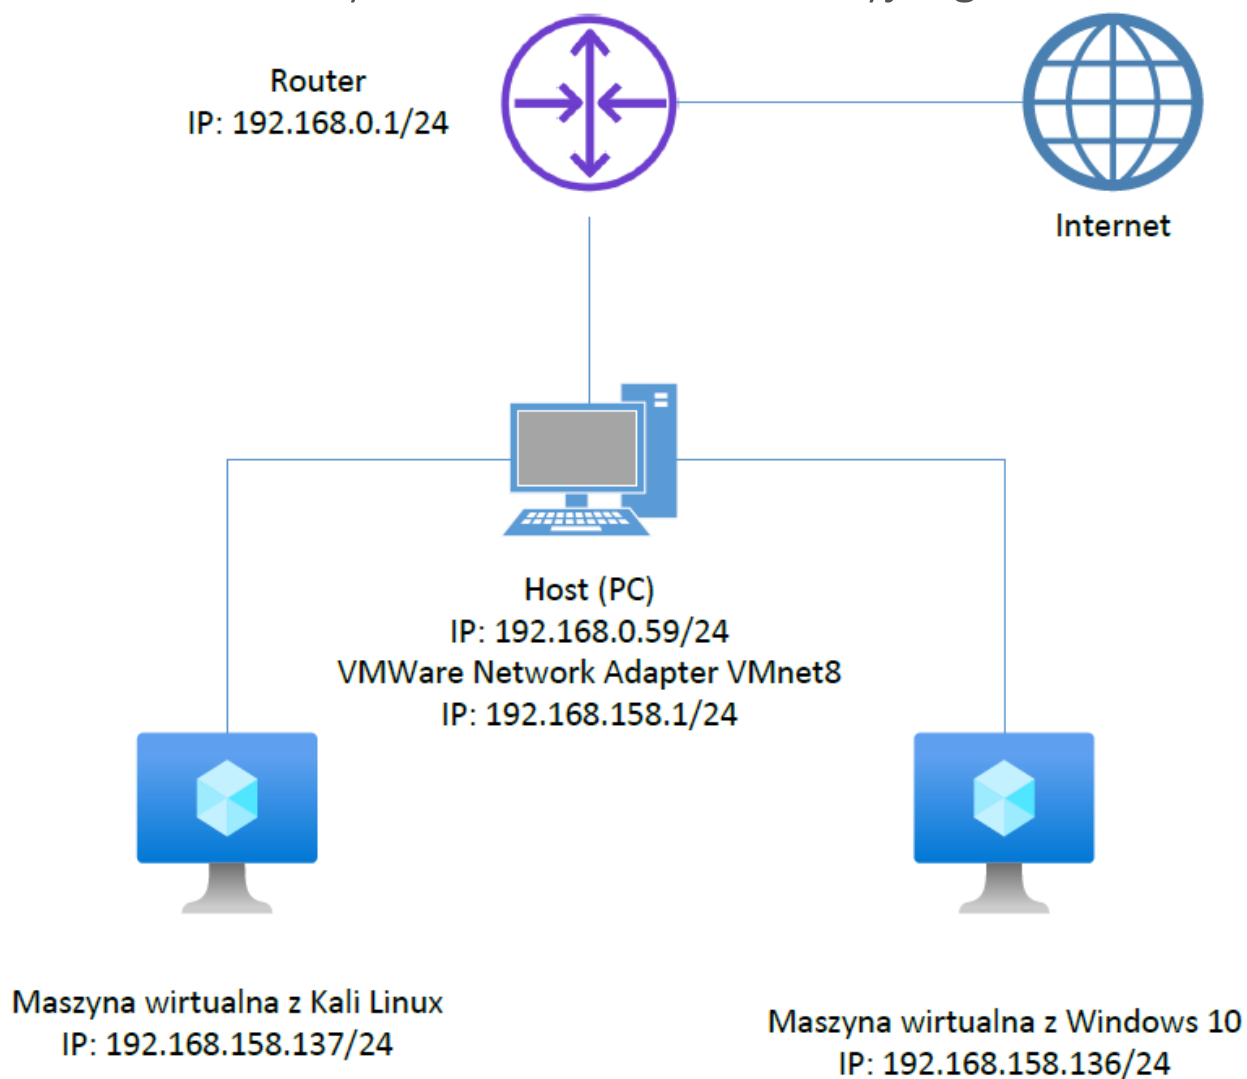 Router
IP: 192.168.0.1/24
Internet
Host (PC)
IP: 192.168.0.59/24
VMWare Network Adapter VMnet8
IP: 192.168.158.1/24
Maszyna wirtualna z Kali Linux
IP: 192.168.158.137/24
Maszyna wirtualna z Windows 10
IP: 192.168.158.136/24